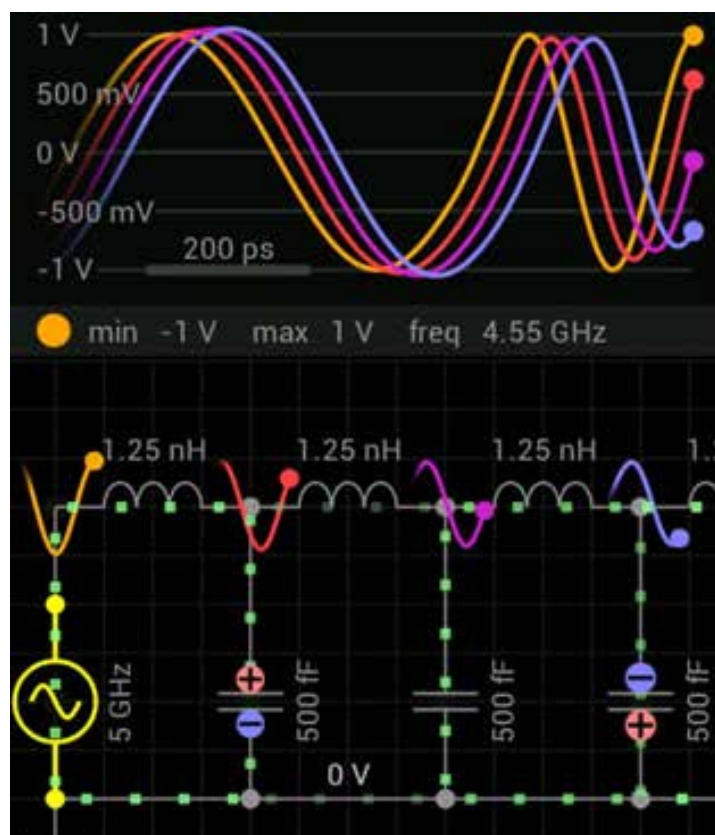 1 V
500 mV
0 V
-500 mV
200 ps
-1 V
min -1 V max 1 V freq 4.55 GHz
1.25 nH 1.25 nH 1.25 nH 1.
5 GHz
500 fF
500 fF
500 fF
0 V